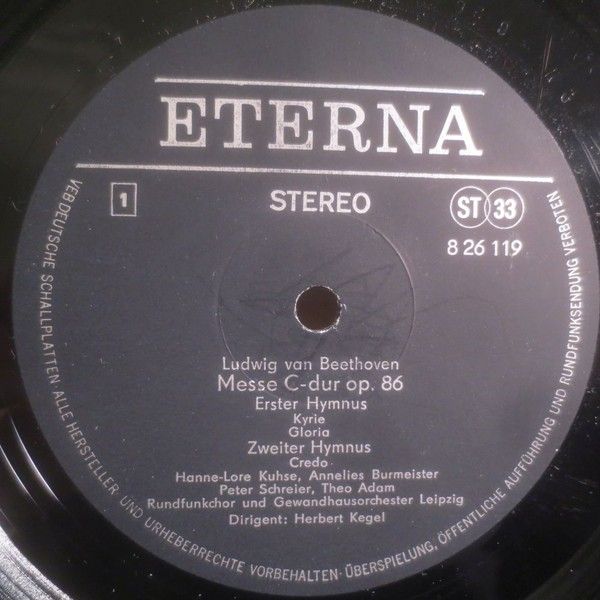 ETERNA
1
STEREO
ST 33
8 26 119
Ludwig van Beethoven
Messe C-dur op. 86
Erster Hymnus
Kyrie
Gloria
Zweiter Hymnus
Credo
Hanne-Lore Kuhse, Annelies Burmeister
Peter Schreier, Theo Adam
Rundfunkchor und Gewandhausorchester Leipzig
Dirigent: Herbert Kegel
VEB DEUTSCHE SCHALLPLATTEN · ALLE HERSTELLER - UND URHEBERRECHTE VORBEHALTEN · ÜBERSPIELUNG, ÖFFENTLICHE AUFFÜHRUNG UND RUNDFUNKSENDUNG VERBOTEN